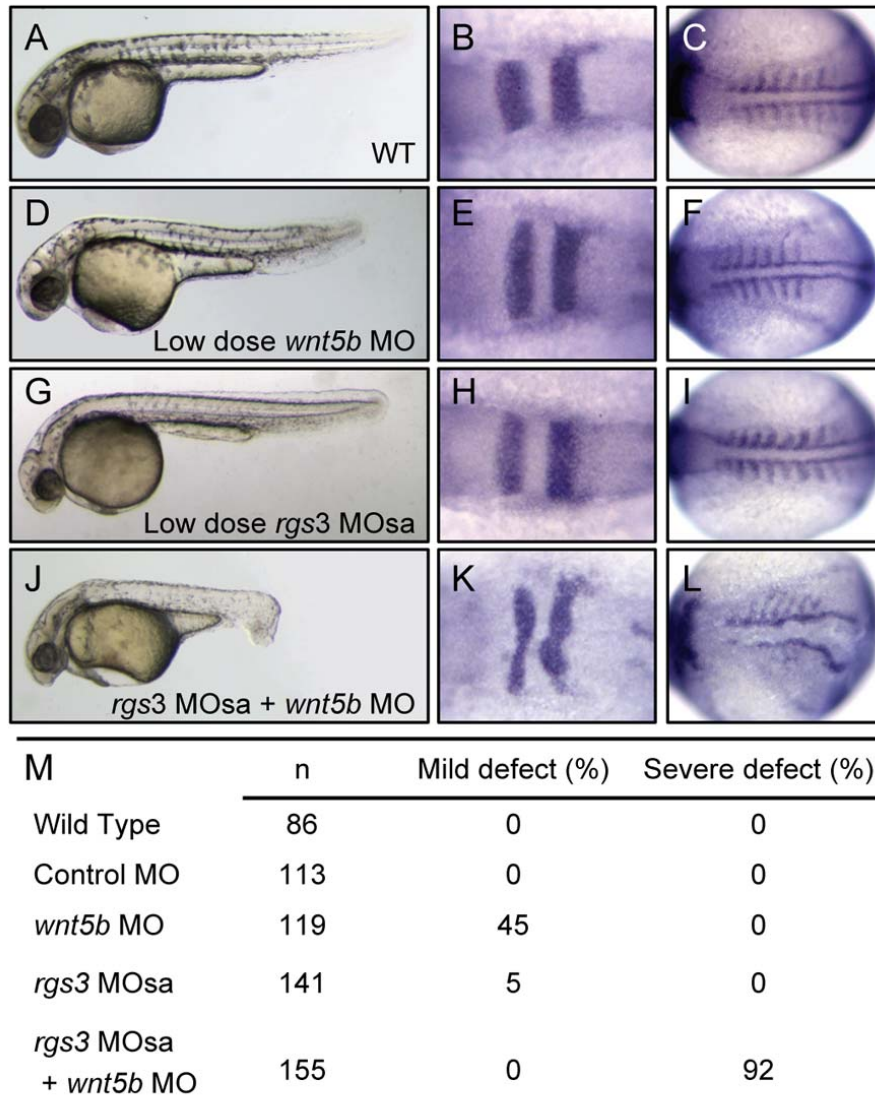 A
B
C
WT
D
E
F
Low dose wnt5b MO
G
H
I
Low dose rgs3 MOsa
J
K
L
rgs3 MOsa + wnt5b MO
M n Mild defect (%) Severe defect (%)
Wild Type 86 0 0
Control MO 113 0 0
wnt5b MO 119 45 0
rgs3 MOsa 141 5 0
rgs3 MOsa
+ wnt5b MO 155 0 92